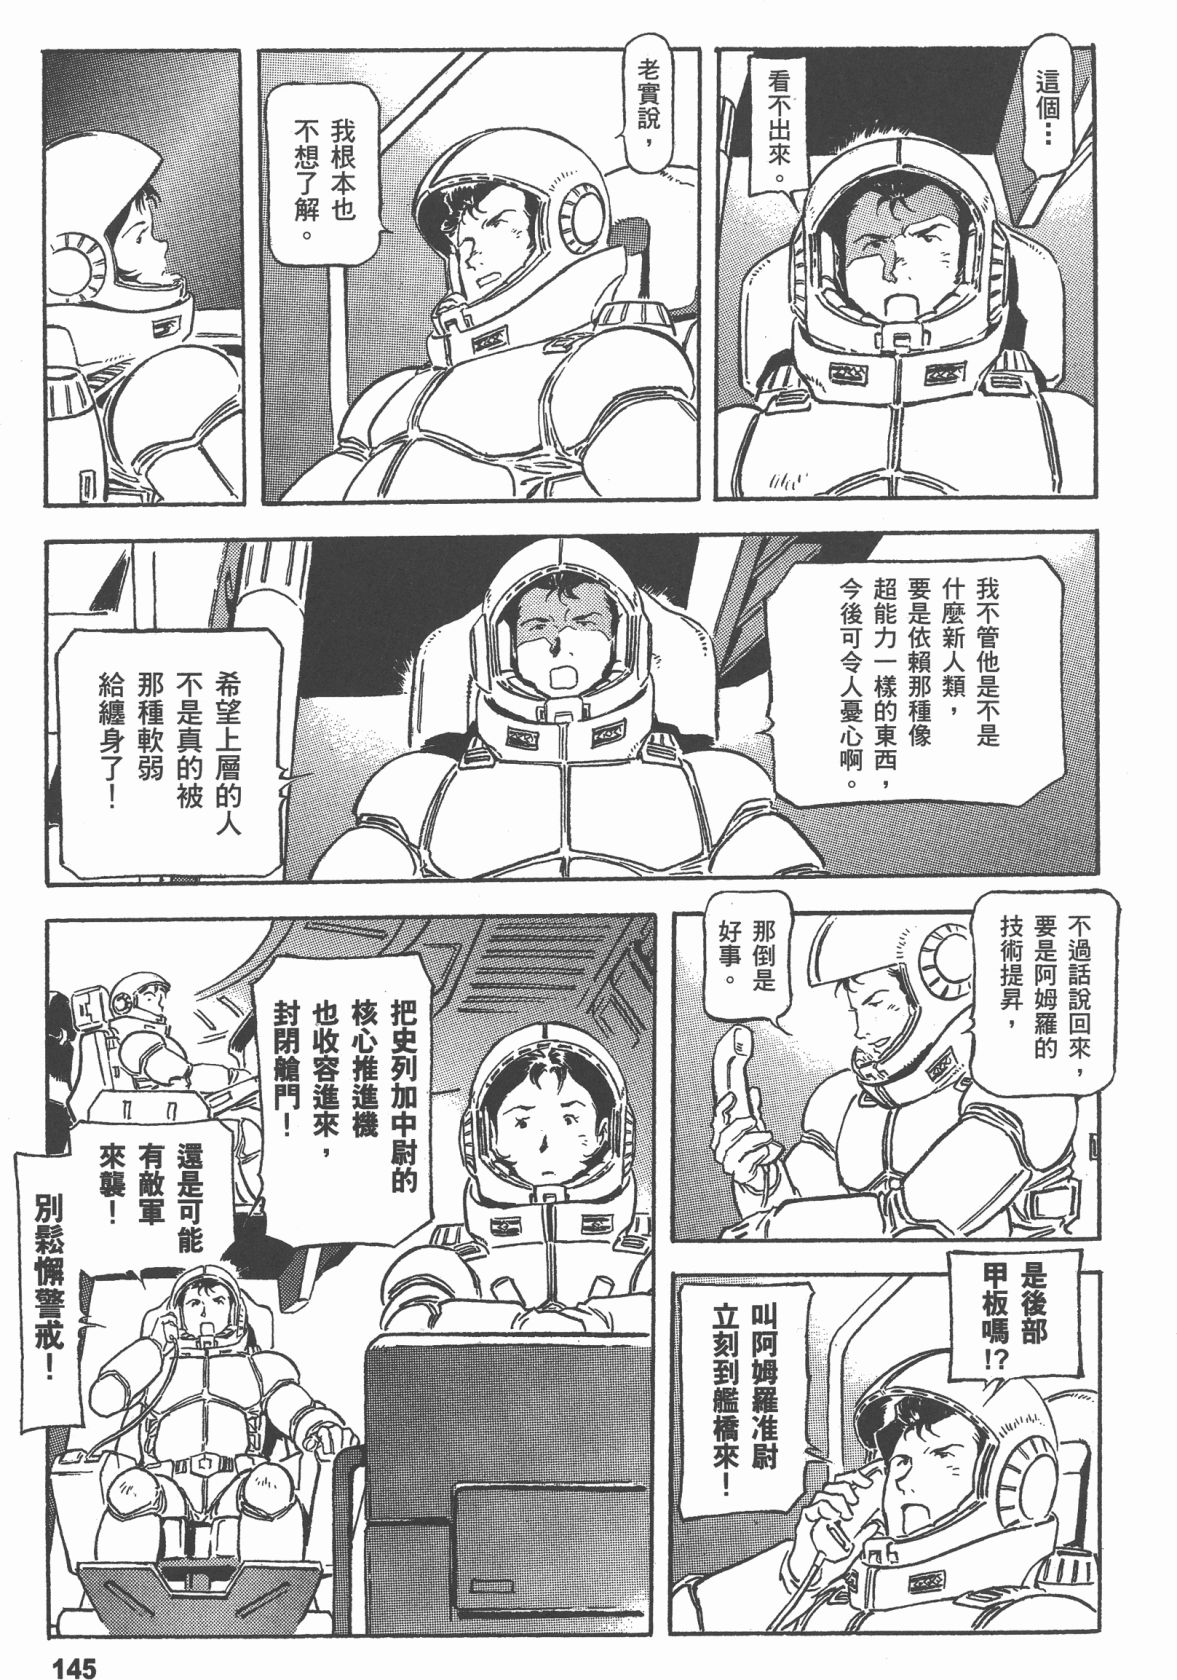 這個…
看不出來。
老實說，
我根本也
不想了解。
我不管他是不是
什麼新人類，
要是依賴那種像
超能力一樣的東西，
今後可令人憂心啊。
希望上層的人
不是真的被
那種軟弱
給纏身了！
不過話說回來，
要是阿姆羅的
技術提昇，
那倒是
好事。
是後部
甲板嗎!?
叫阿姆羅准尉
立刻到艦橋來！
把史列加中尉的
核心推進機
也收容進來，
封閉艙門！
還是可能
有敵軍
來襲！
別鬆懈警戒！
145